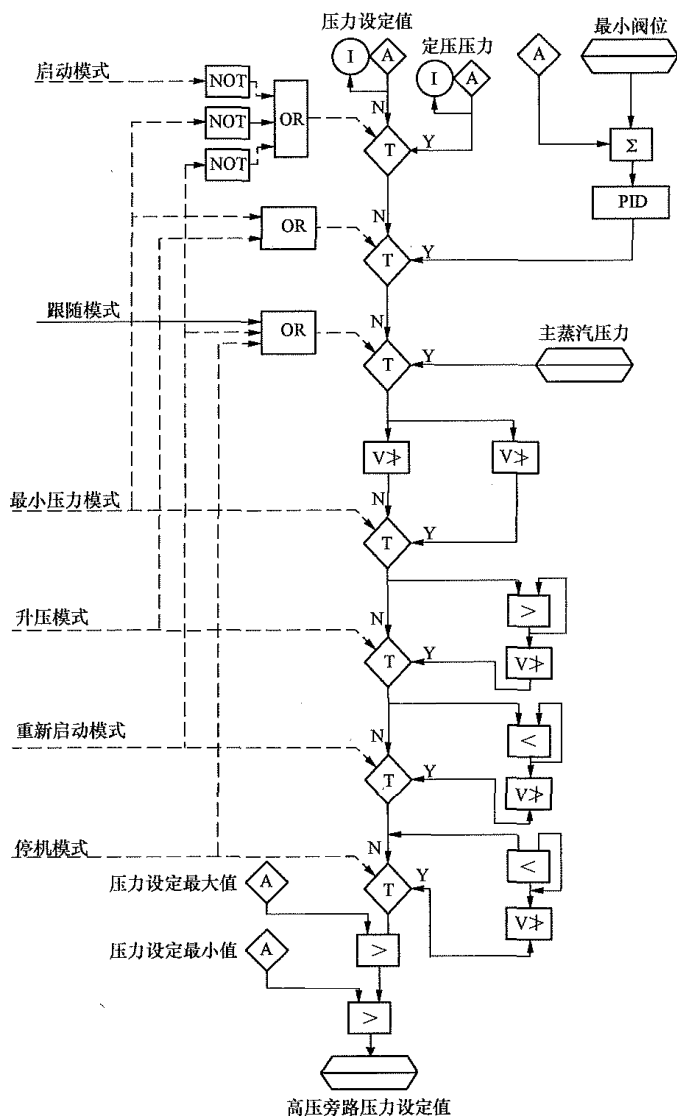 压力设定值
定压压力
最小阀位
I
A
I
A
A
启动模式
NOT
NOT
NOT
OR
N
T
Y
Σ
PID
OR
N
T
Y
跟随模式
OR
N
T
Y
主蒸汽压力
V≯
V≯
最小压力模式
N
T
Y
>
升压模式
N
T
Y
V≯
重新启动模式
N
<
T
Y
V≯
停机模式
N
<
压力设定最大值
A
T
Y
V≯
压力设定最小值
A
>
>
高压旁路压力设定值